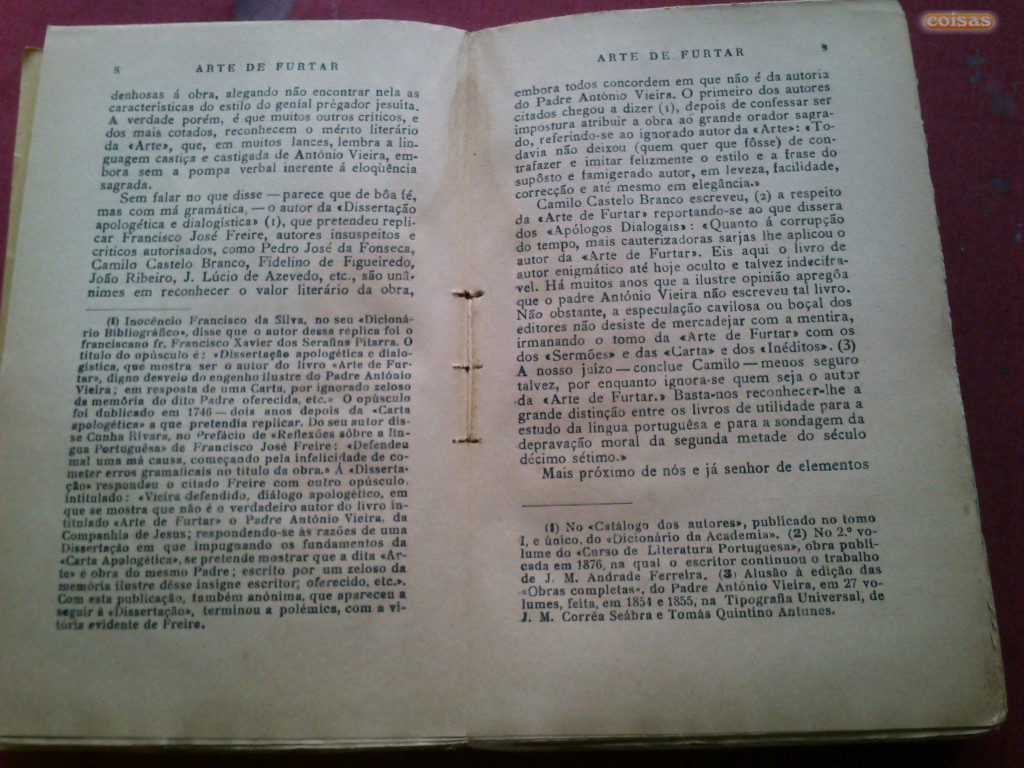 coisas
8 ARTE DE FURTAR
denhosas á obra, alegando não encontrar nela as
características do estilo do genial prègador jesuíta.
A verdade porém, é que muitos outros criticos, e
dos mais cotados, reconhecem o mérito literário
da «Arte», que, em muitos lances, lembra a lin-
guagem castiça e castigada de António Vieira, em-
bora sem a pompa verbal inerente á eloqüência
sagrada.
Sem falar no que disse — parece que de bôa fé,
mas com má gramática, — o autor da «Dissertação
apologética e dialogística» (1), que pretendeu repli-
car Francisco José Freire, autores insuspeitos e
criticos autorisados, como Pedro José da Fonseca,
Camilo Castelo Branco, Fidelino de Figueiredo,
João Ribeiro, J. Lúcio de Azevedo, etc., são unâ-
nimes em reconhecer o valor literário da obra,
(1) Inocêncio Francisco da Silva, no seu «Dicioná-
rio Bibliográfico», disse que o autor dessa réplica foi o
franciscano fr. Francisco Xavier dos Serafins Pitarra. O
titulo do opúsculo é: «Dissertação apologética e dialo-
gística, que mostra ser o autor do livro «Arte de Fur-
tar», digno desvelo do engenho ilustre do Padre António
Vieira; em resposta de uma Carta, por ignorado zeloso
da memória do dito Padre oferecida, etc.» O opúsculo
foi dublicado em 1746 — dois anos depois da «Carta
apologética» a que pretendia replicar. Do seu autor dis-
se Cunha Rivara, no Prefácio de «Reflexões sôbre a lin-
gua Portuguêsa» de Francisco José Freire: «Defendeu
mal uma má causa, começando pela infelicidade de co-
meter erros gramaticais no titulo da obra.» Á «Disserta-
ção» respondeu o citado Freire com outro opúsculo,
intitulado: «Vieira defendido, diálogo apologético, em
que se mostra que não é o verdadeiro autor do livro in-
titulado «Arte de Furtar» o Padre António Vieira, da
Companhia de Jesus; respondendo-se ás razões de uma
Dissertação em que impugnando os fundamentos da
«Carta Apologética», se pretende mostrar que a dita «Ar-
te» é obra do mesmo Padre; escrito por um zeloso da
memória ilustre dêsse insigne escritor; oferecido, etc.».
Com esta publicação, também anónima, que apareceu a
seguir á «Dissertação», terminou a polémica, com a vi-
tória evidente de Freire.
ARTE DE FURTAR 9
embora todos concordem em que não é da autoria
do Padre António Vieira. O primeiro dos autores
citados chegou a dizer (1), depois de confessar ser
impostura atribuir a obra ao grande orador sagra-
do, referindo-se ao ignorado autor da «Arte»: «To-
davia não deixou (quem quer que fôsse) de con-
trafazer e imitar felizmente o estilo e a frase do
supôsto e famigerado autor, em leveza, facilidade,
correcção e até mesmo em elegância.»
Camilo Castelo Branco escreveu, (2) a respeito
da «Arte de Furtar» reportando-se ao que dissera
dos «Apólogos Dialogais»: «Quanto á corrupção
do tempo, mais cauterizadoras sarjas lhe aplicou o
autor da «Arte de Furtar». Eis aqui o livro de
autor enigmático até hoje oculto e talvez indecifra-
vel. Há muitos anos que a ilustre opinião apregôa
que o padre António Vieira não escreveu tal livro.
Não obstante, a especulação cavilosa ou boçal dos
editores não desiste de mercadejar com a mentira,
irmanando o tomo da «Arte de Furtar» com os
dos «Sermões» e das «Carta» e dos «Inéditos». (3)
A nosso juízo — conclue Camilo — menos seguro
talvez, por enquanto ignora-se quem seja o autor
da «Arte de Furtar.» Basta-nos reconhecer-lhe a
grande distinção entre os livros de utilidade para a
estudo da lingua portuguêsa e para a sondagem da
depravação moral da segunda metade do século
décimo sétimo.»
Mais próximo de nós e já senhor de elementos
(1) No «Catálogo dos autores», publicado no tomo
I, e único, do «Dicionário da Academia». (2) No 2.º vo-
lume do «Curso de Literatura Portuguesa», obra publi-
cada em 1876, na qual o escritor continuou o trabalho
de J. M. Andrade Ferreira. (3) Alusão à edição das
«Obras completas», do Padre António Vieira, em 27 vo-
lumes, feita, em 1854 e 1855, na Tipografia Universal, de
J. M. Corrêa Seábra e Tomás Quintino Antunes.